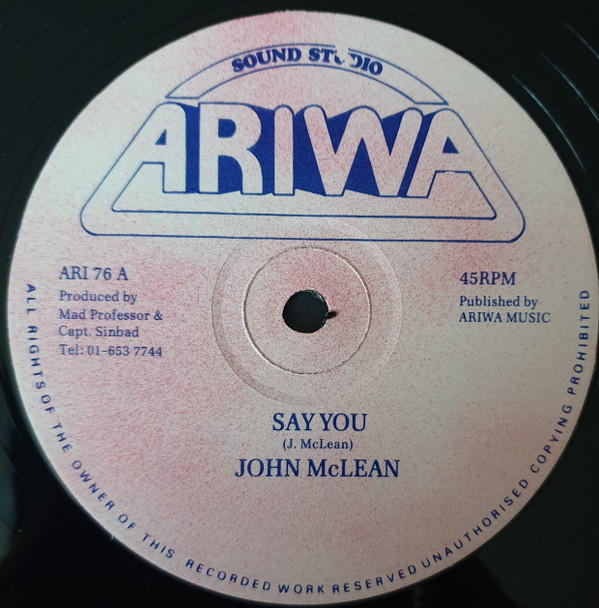 SOUND STUDIO
ARIWA
ARI 76 A
Produced by
Mad Professor &
Capt. Sinbad
Tel: 01-653 7744
45RPM
Published by
ARIWA MUSIC
SAY YOU
(J. McLean)
JOHN McLEAN
ALL RIGHTS OF THE OWNER OF THIS RECORDED WORK RESERVED UNAUTHORISED COPYING PROHIBITED